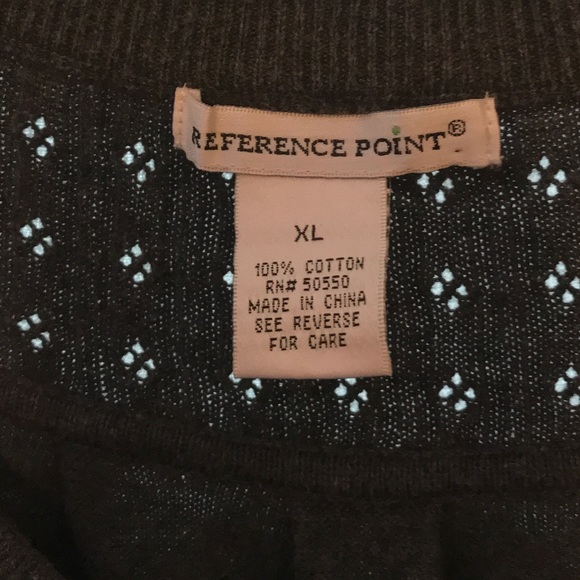 REFERENCE POINT®
XL
100% COTTON
RN# 50550
MADE IN CHINA
SEE REVERSE
FOR CARE